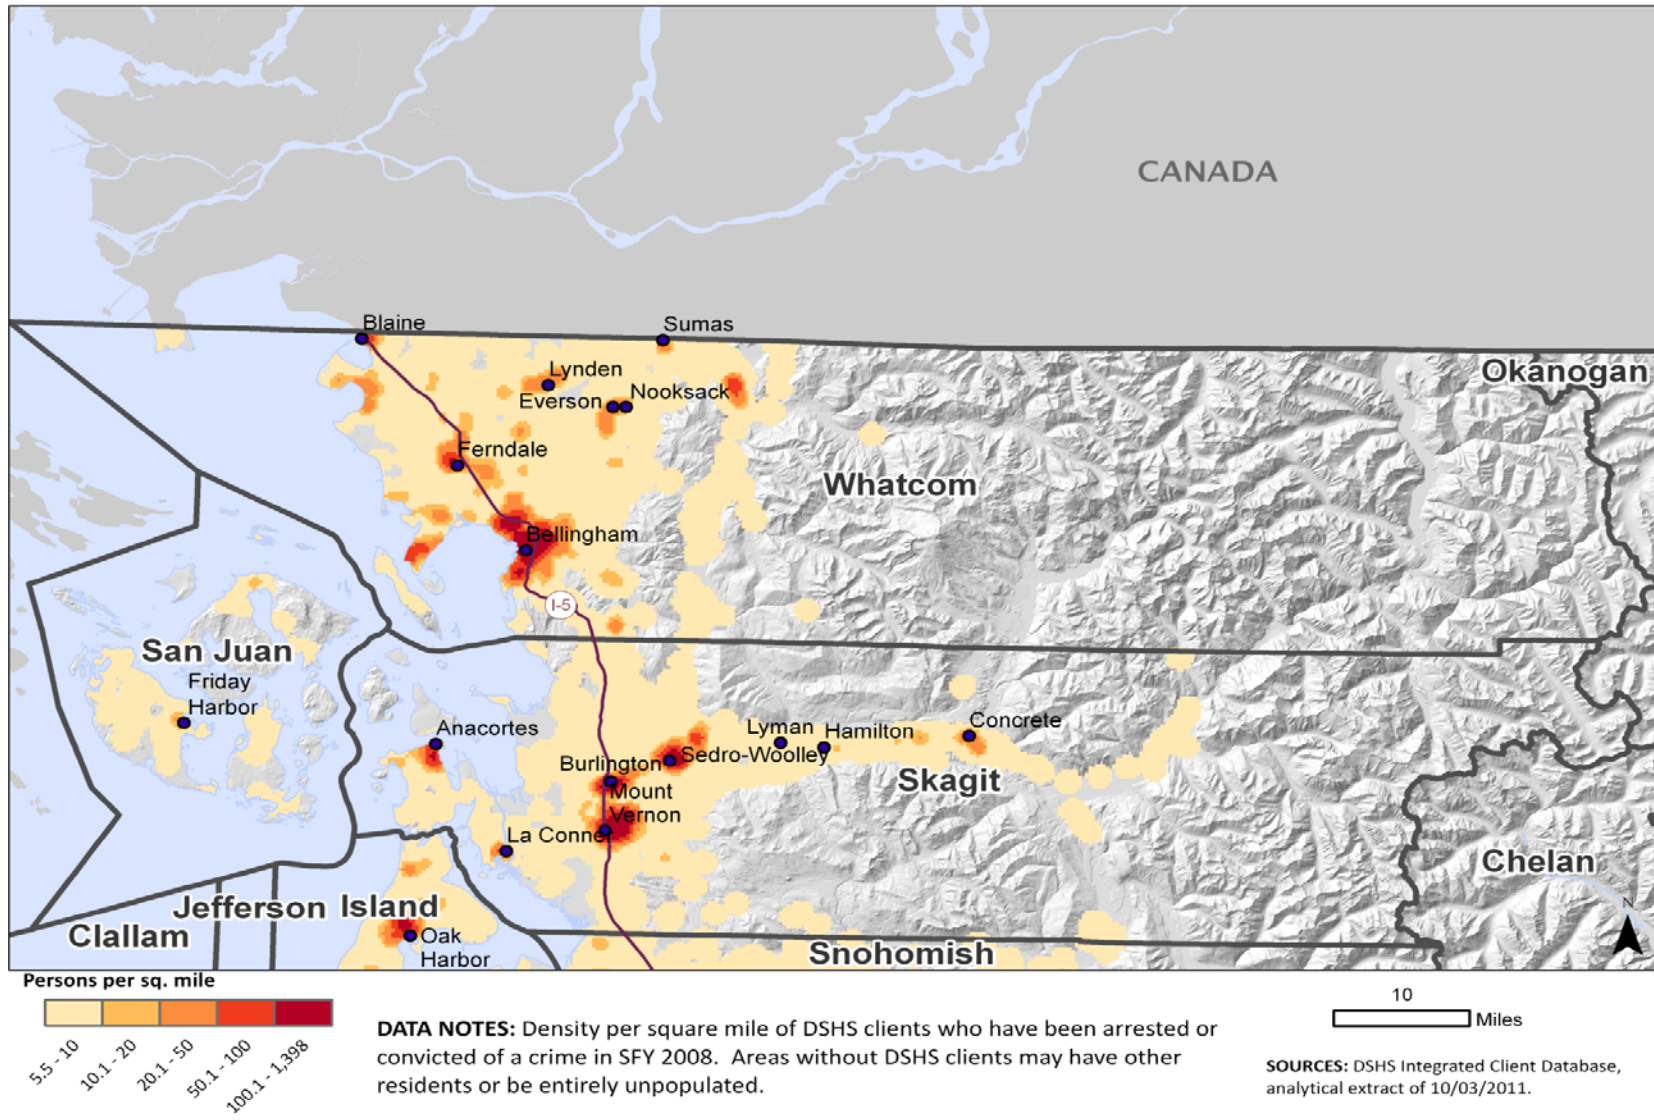 CANADA
Blaine
Sumas
Okanogan
Lynden
Everson
Nooksack
Ferndale
Whatcom
Bellingham
I-5
San Juan
Friday
Harbor
Anacortes
Lyman
Hamilton
Concrete
Burlington
Sedro-Woolley
Skagit
Mount
Vernon
La Conne
Chelan
Jefferson
Island
Clallam
Oak
Harbor
Snohomish
N
Persons per sq. mile
5.5 - 10
10.1 - 20
20.1 - 50
50.1 - 100
100.1 - 1,398
DATA NOTES: Density per square mile of DSHS clients who have been arrested or
convicted of a crime in SFY 2008. Areas without DSHS clients may have other
residents or be entirely unpopulated.
10
Miles
SOURCES: DSHS Integrated Client Database,
analytical extract of 10/03/2011.